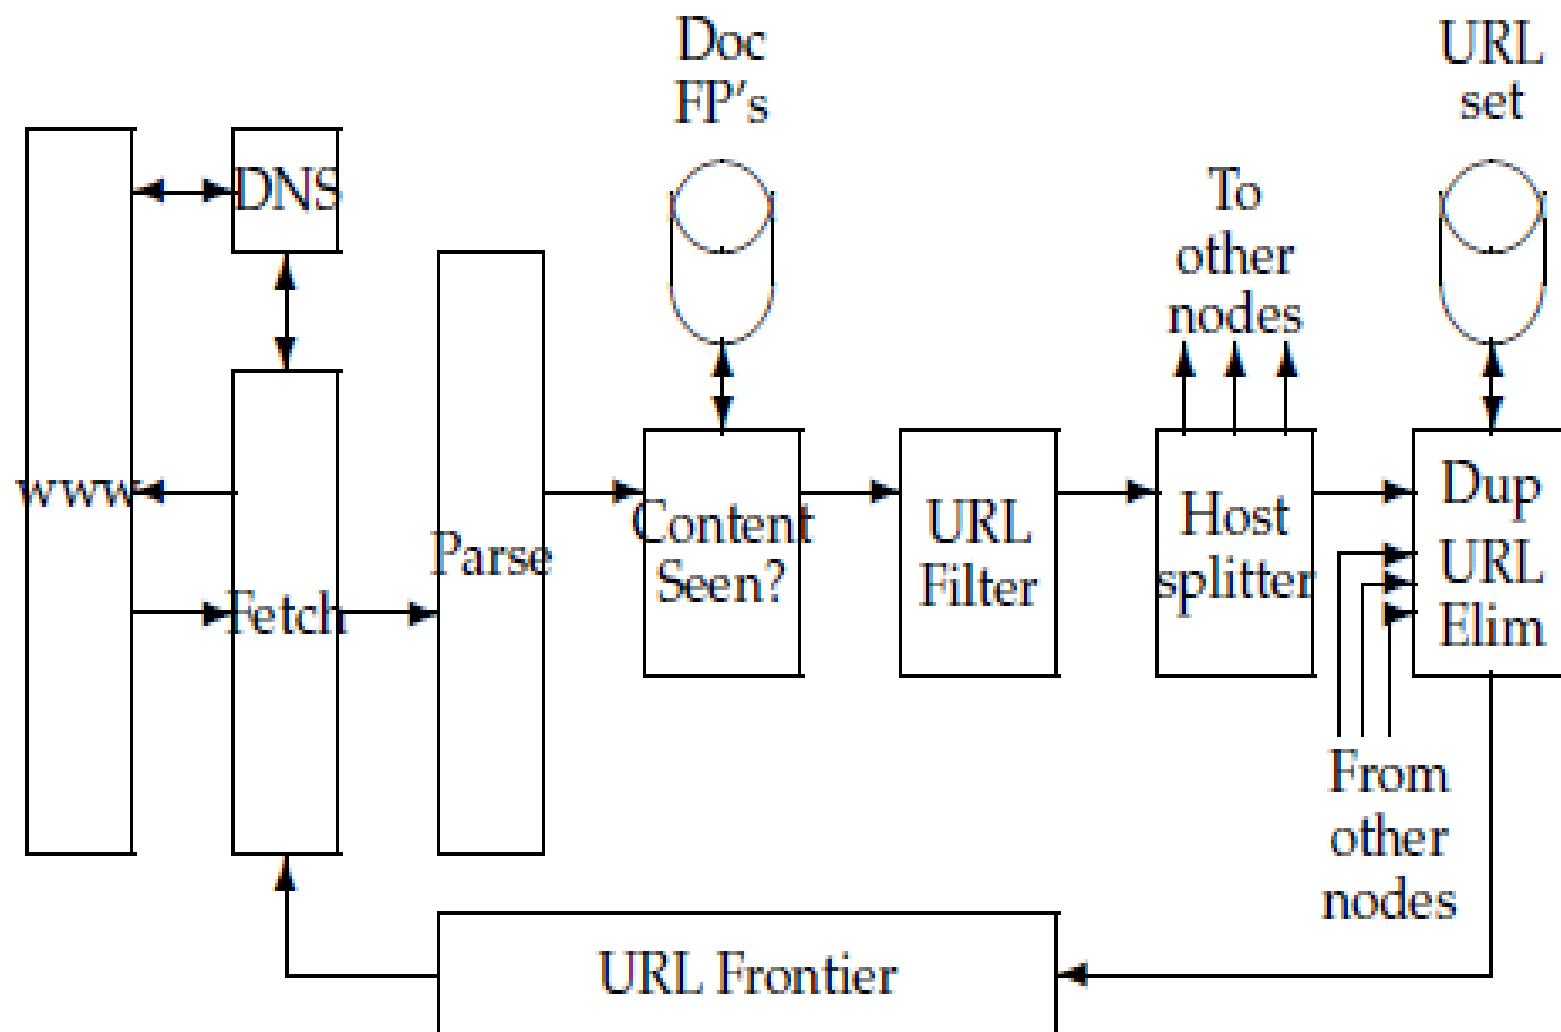 Doc
FP's
URL
set
DNS
To
other
nodes
www
Fetch
Parse
Content
Seen?
URL
Filter
Host
splitter
Dup
URL
Elim
From
other
nodes
URL Frontier